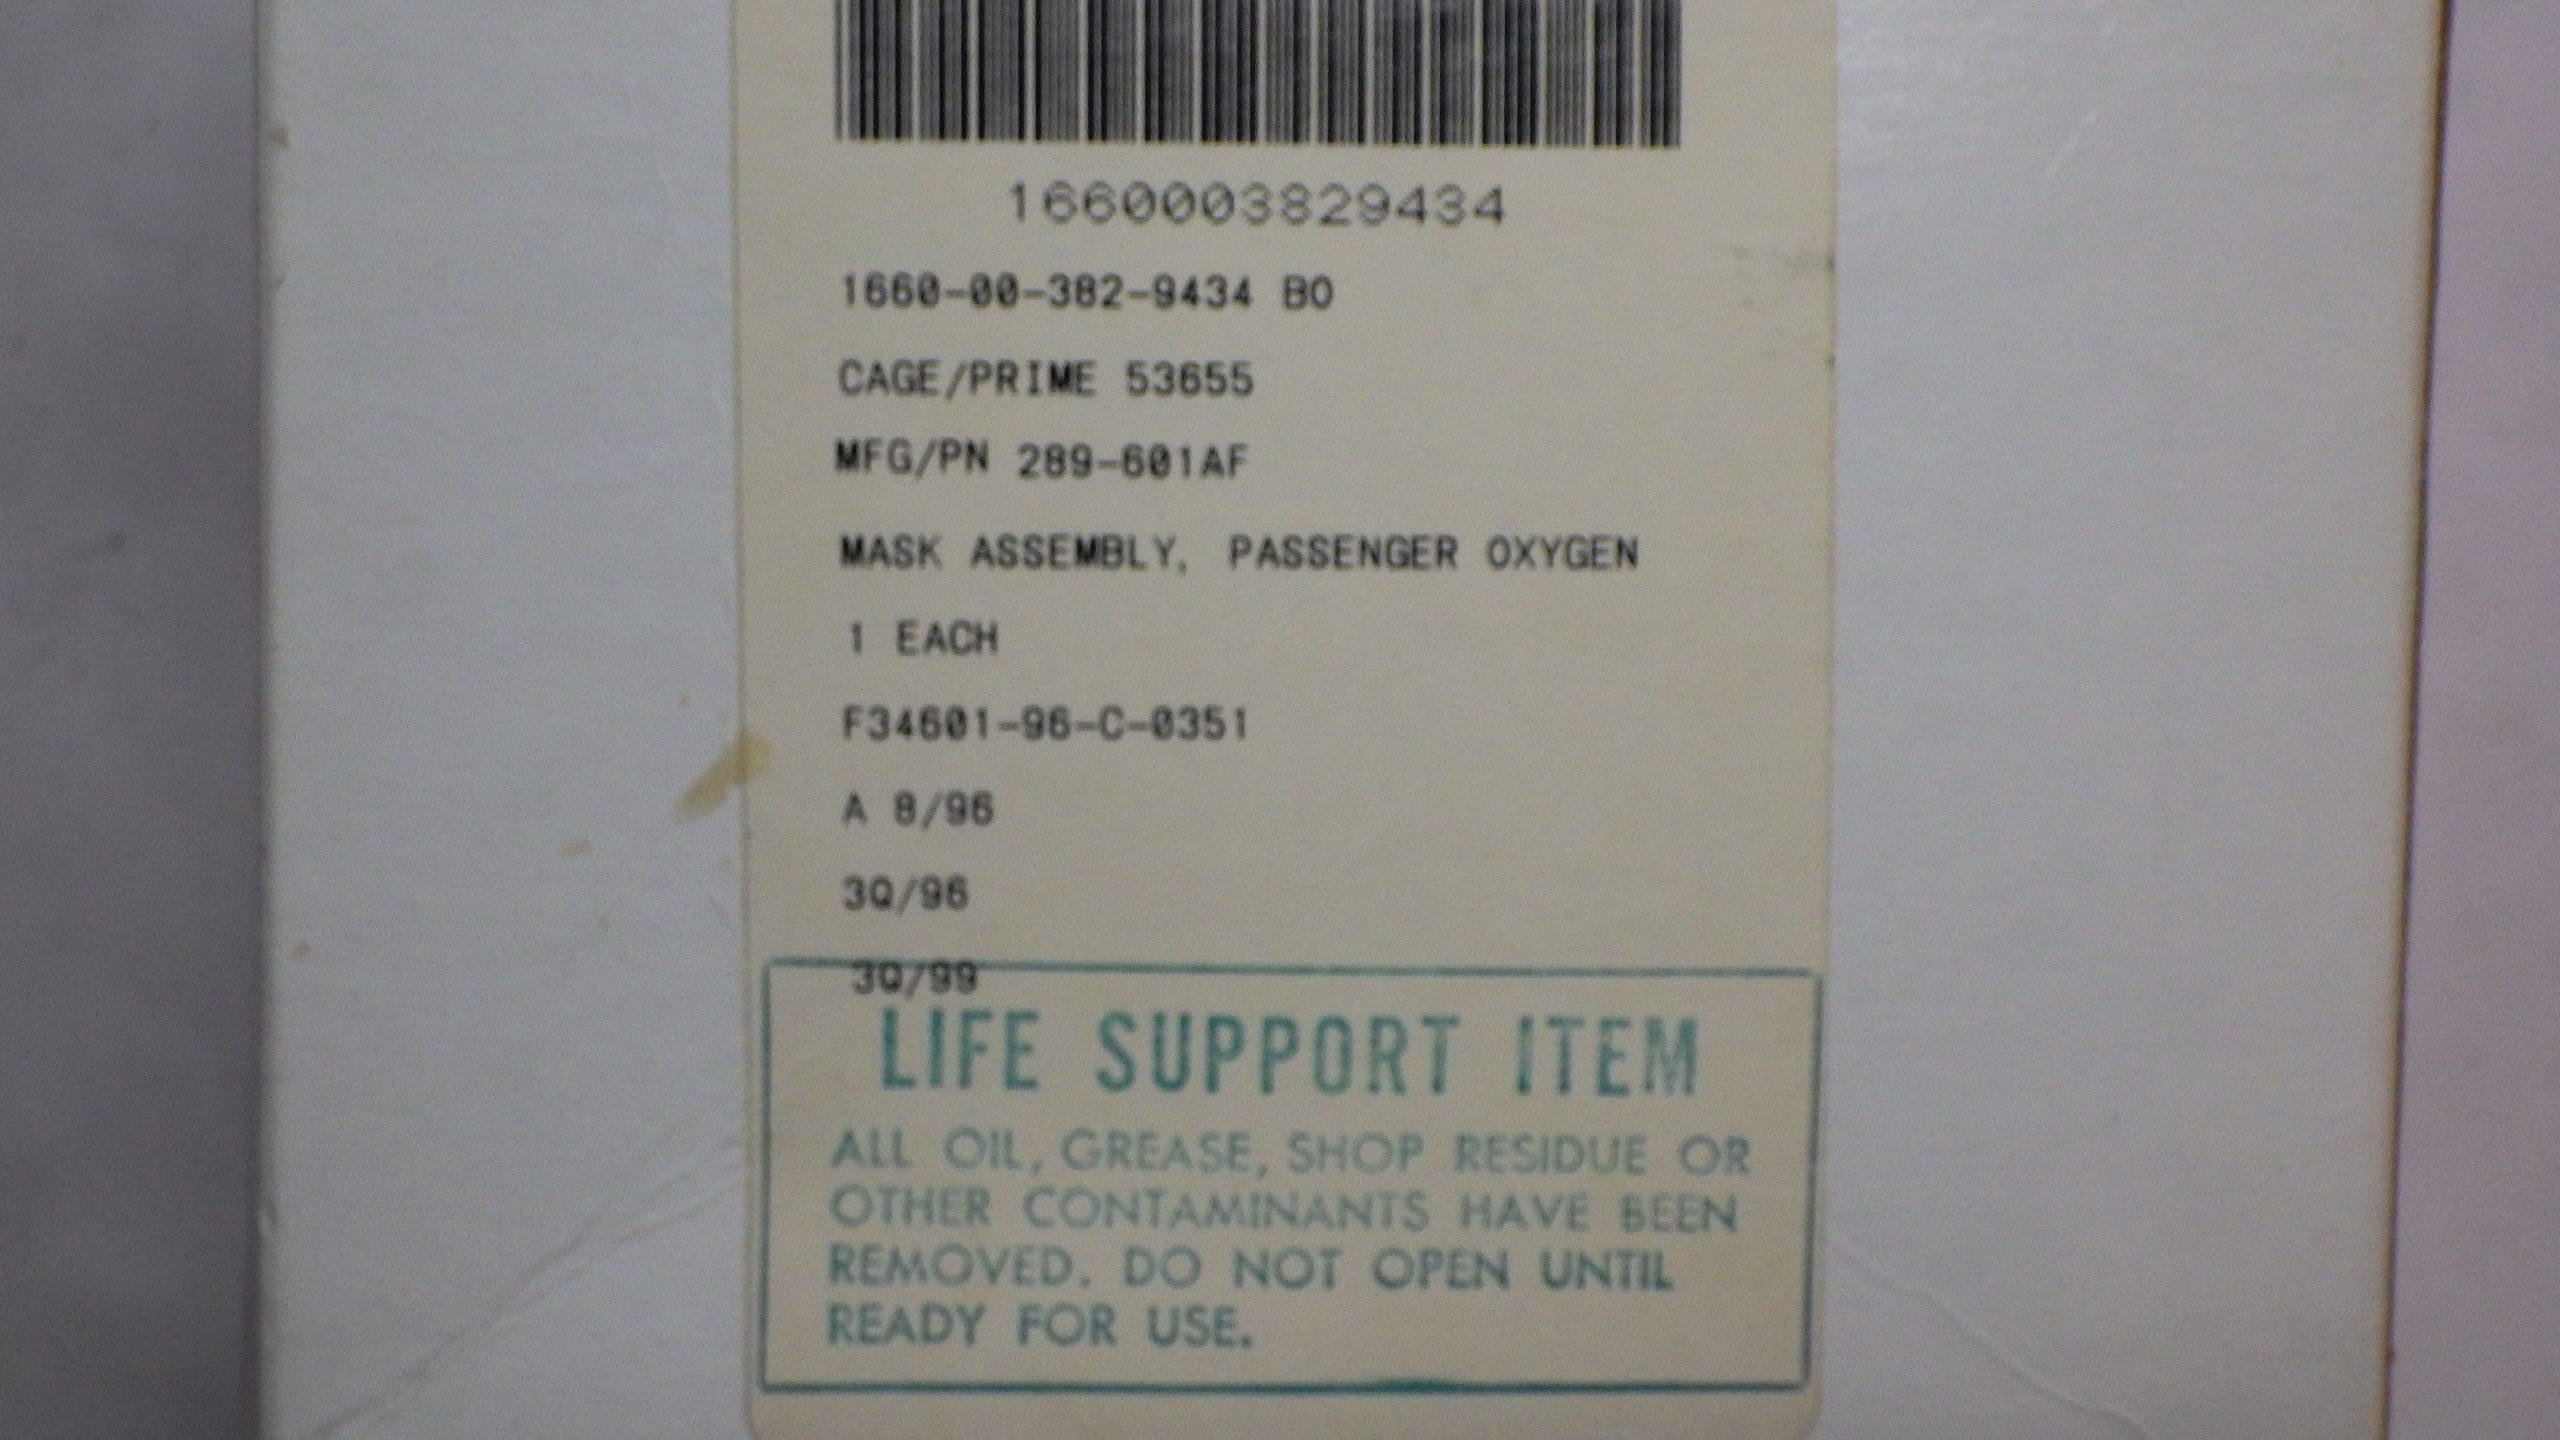 1660003829434
1660-00-382-9434 BO
CAGE/PRIME 53655
MFG/PN 289-601AF
MASK ASSEMBLY, PASSENGER OXYGEN
1 EACH
F34601-96-C-0351
A 8/96
3Q/96
3Q/99
LIFE SUPPORT ITEM
ALL OIL, GREASE, SHOP RESIDUE OR
OTHER CONTAMINANTS HAVE BEEN
REMOVED. DO NOT OPEN UNTIL
READY FOR USE.